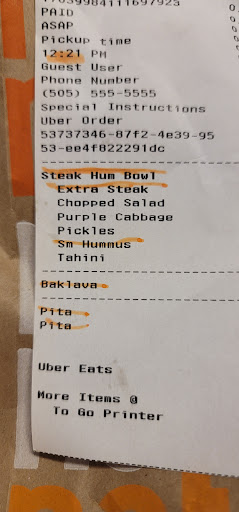 17039984111697923
PAID
ASAP
Pickup time
12:21 PM
Guest User
Phone Number
(505) 555-5555
Special Instructions
Uber Order
53737346-87f2-4e39-95
53-ee4f822291dc
Steak Hum Bowl
Extra Steak
Chopped Salad
Purple Cabbage
Pickles
Sm Hummus
Tahini
Baklava
Pita
Pita
Uber Eats
More Items @
To Go Printer